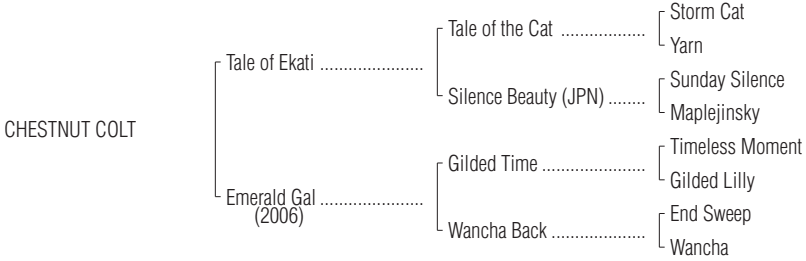 Storm Cat
Tale of the Cat ..................
Yarn
Tale of Ekati ......................
Sunday Silence
Silence Beauty (JPN) ........
Maplejinsky
CHESTNUT COLT
Timeless Moment
Gilded Time ......................
Gilded Lilly
Emerald Gal ......................
(2006)
End Sweep
Wancha Back ....................
Wancha